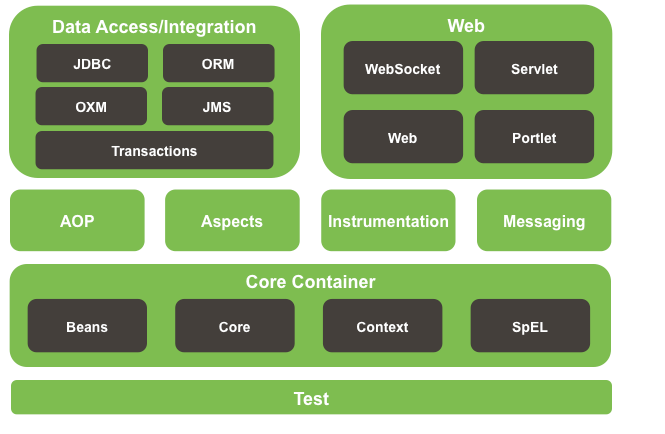 Data Access/Integration
JDBC
ORM
OXM
JMS
Transactions
Web
WebSocket
Servlet
Web
Portlet
AOP
Aspects
Instrumentation
Messaging
Core Container
Beans
Core
Context
SpEL
Test